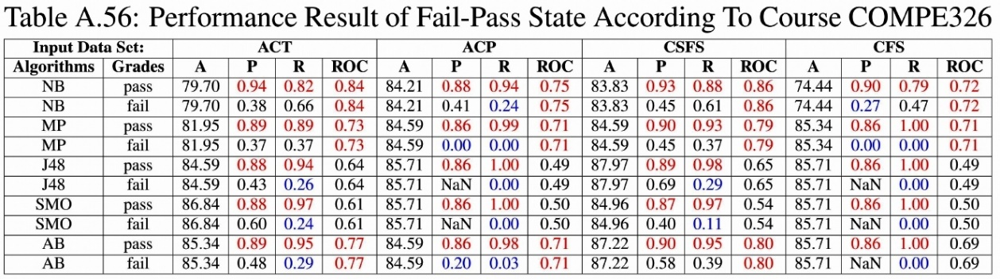 Table A.56: Performance Result of Fail-Pass State According To Course COMPE326
Input Data Set: ACT ACP CSFS CFS
Algorithms Grades A P R ROC A P R ROC A P R ROC A P R ROC
NB pass 79.70 0.94 0.82 0.84 84.21 0.88 0.94 0.75 83.83 0.93 0.88 0.86 74.44 0.90 0.79 0.72
NB fail 79.70 0.38 0.66 0.84 84.21 0.41 0.24 0.75 83.83 0.45 0.61 0.86 74.44 0.27 0.47 0.72
MP pass 81.95 0.89 0.89 0.73 84.59 0.86 0.99 0.71 84.59 0.90 0.93 0.79 85.34 0.86 1.00 0.71
MP fail 81.95 0.37 0.37 0.73 84.59 0.00 0.00 0.71 84.59 0.45 0.37 0.79 85.34 0.00 0.00 0.71
J48 pass 84.59 0.88 0.94 0.64 85.71 0.86 1.00 0.49 87.97 0.89 0.98 0.65 85.71 0.86 1.00 0.49
J48 fail 84.59 0.43 0.26 0.64 85.71 NaN 0.00 0.49 87.97 0.69 0.29 0.65 85.71 NaN 0.00 0.49
SMO pass 86.84 0.88 0.97 0.61 85.71 0.86 1.00 0.50 84.96 0.87 0.97 0.54 85.71 0.86 1.00 0.50
SMO fail 86.84 0.60 0.24 0.61 85.71 NaN 0.00 0.50 84.96 0.40 0.11 0.54 85.71 NaN 0.00 0.50
AB pass 85.34 0.89 0.95 0.77 84.59 0.86 0.98 0.71 87.22 0.90 0.95 0.80 85.71 0.86 1.00 0.69
AB fail 85.34 0.48 0.29 0.77 84.59 0.20 0.03 0.71 87.22 0.58 0.39 0.80 85.71 NaN 0.00 0.69